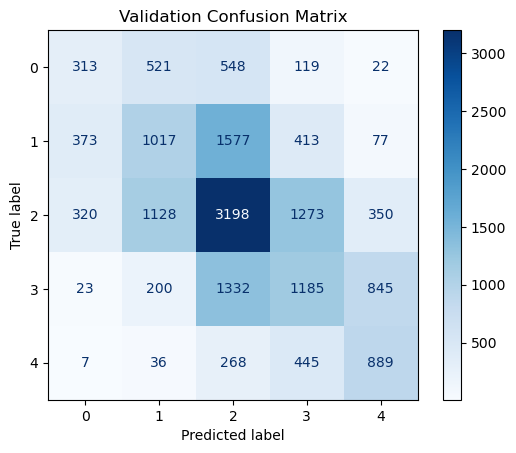 Validation Confusion Matrix
0 313 521 548 119 22
1 373 1017 1577 413 77
2 320 1128 3198 1273 350
3 23 200 1332 1185 845
4 7 36 268 445 889
0 1 2 3 4
Predicted label
True label
3000
2500
2000
1500
1000
500